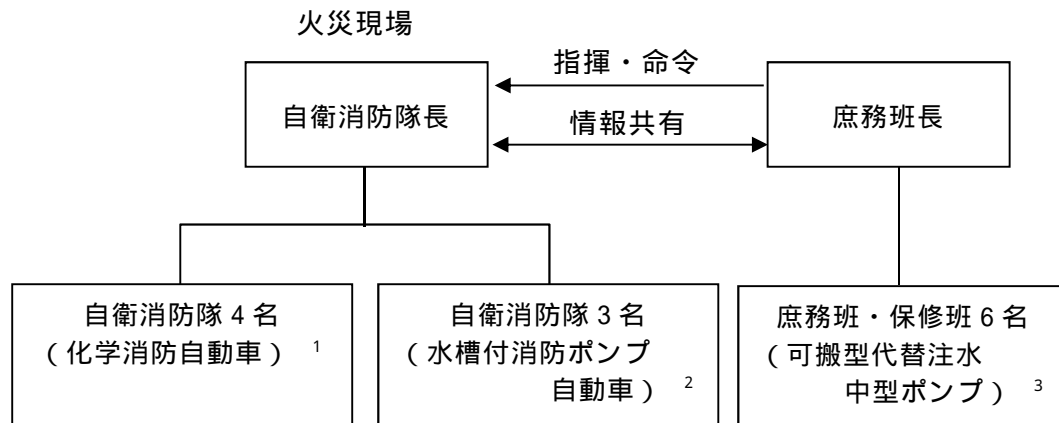 火災現場
指揮・命令
自衛消防隊長
情報共有
庶務班長
自衛消防隊4名
(化学消防自動車) 1
自衛消防隊3名
(水槽付消防ポンプ
自動車) 2
庶務班・保修班6名
(可搬型代替注水
中型ポンプ) 3